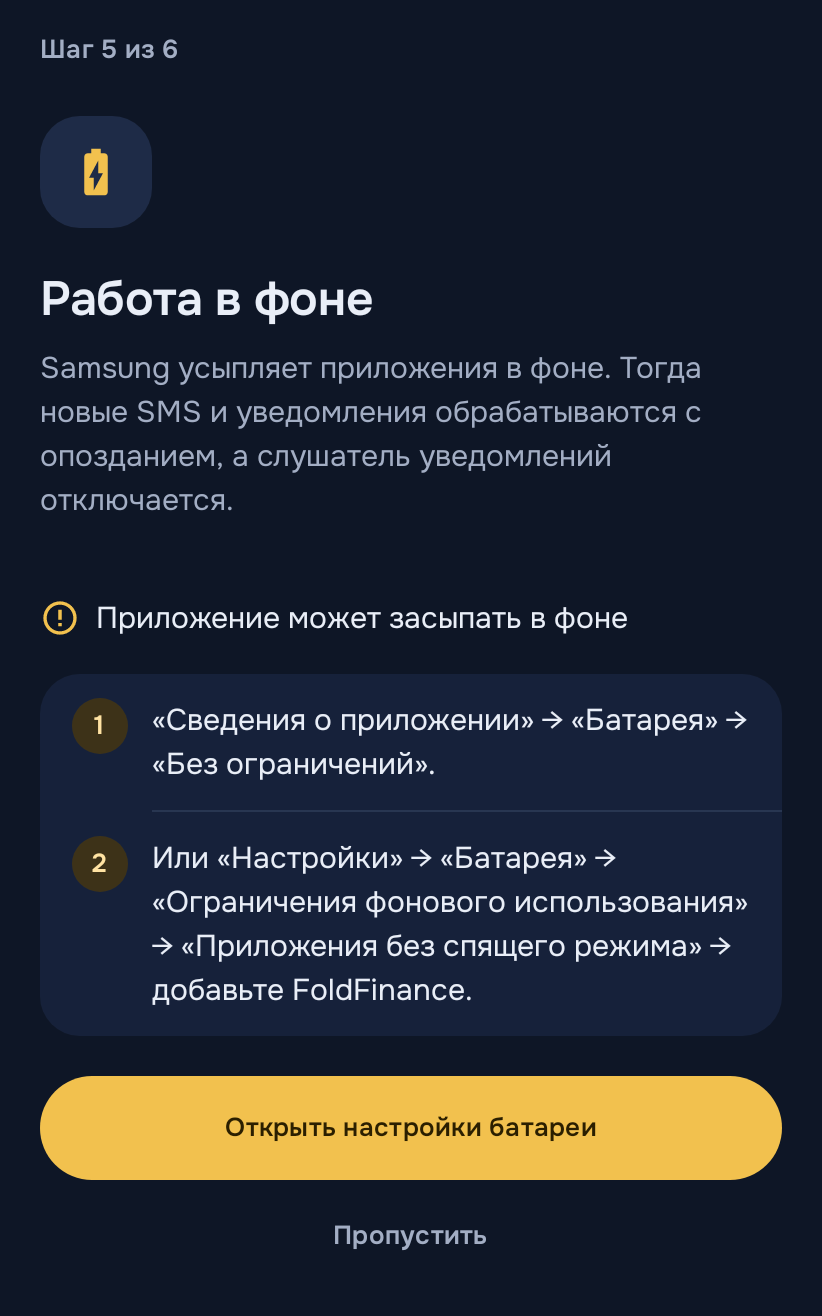 Шаг 5 из 6
Работа в фоне
Samsung усыпляет приложения в фоне. Тогда
новые SMS и уведомления обрабатываются с
опозданием, а слушатель уведомлений
отключается.
Приложение может засыпать в фоне
1
«Сведения о приложении» → «Батарея» →
«Без ограничений».
2
Или «Настройки» → «Батарея» →
«Ограничения фонового использования»
→ «Приложения без спящего режима» →
добавьте FoldFinance.
Открыть настройки батареи
Пропустить